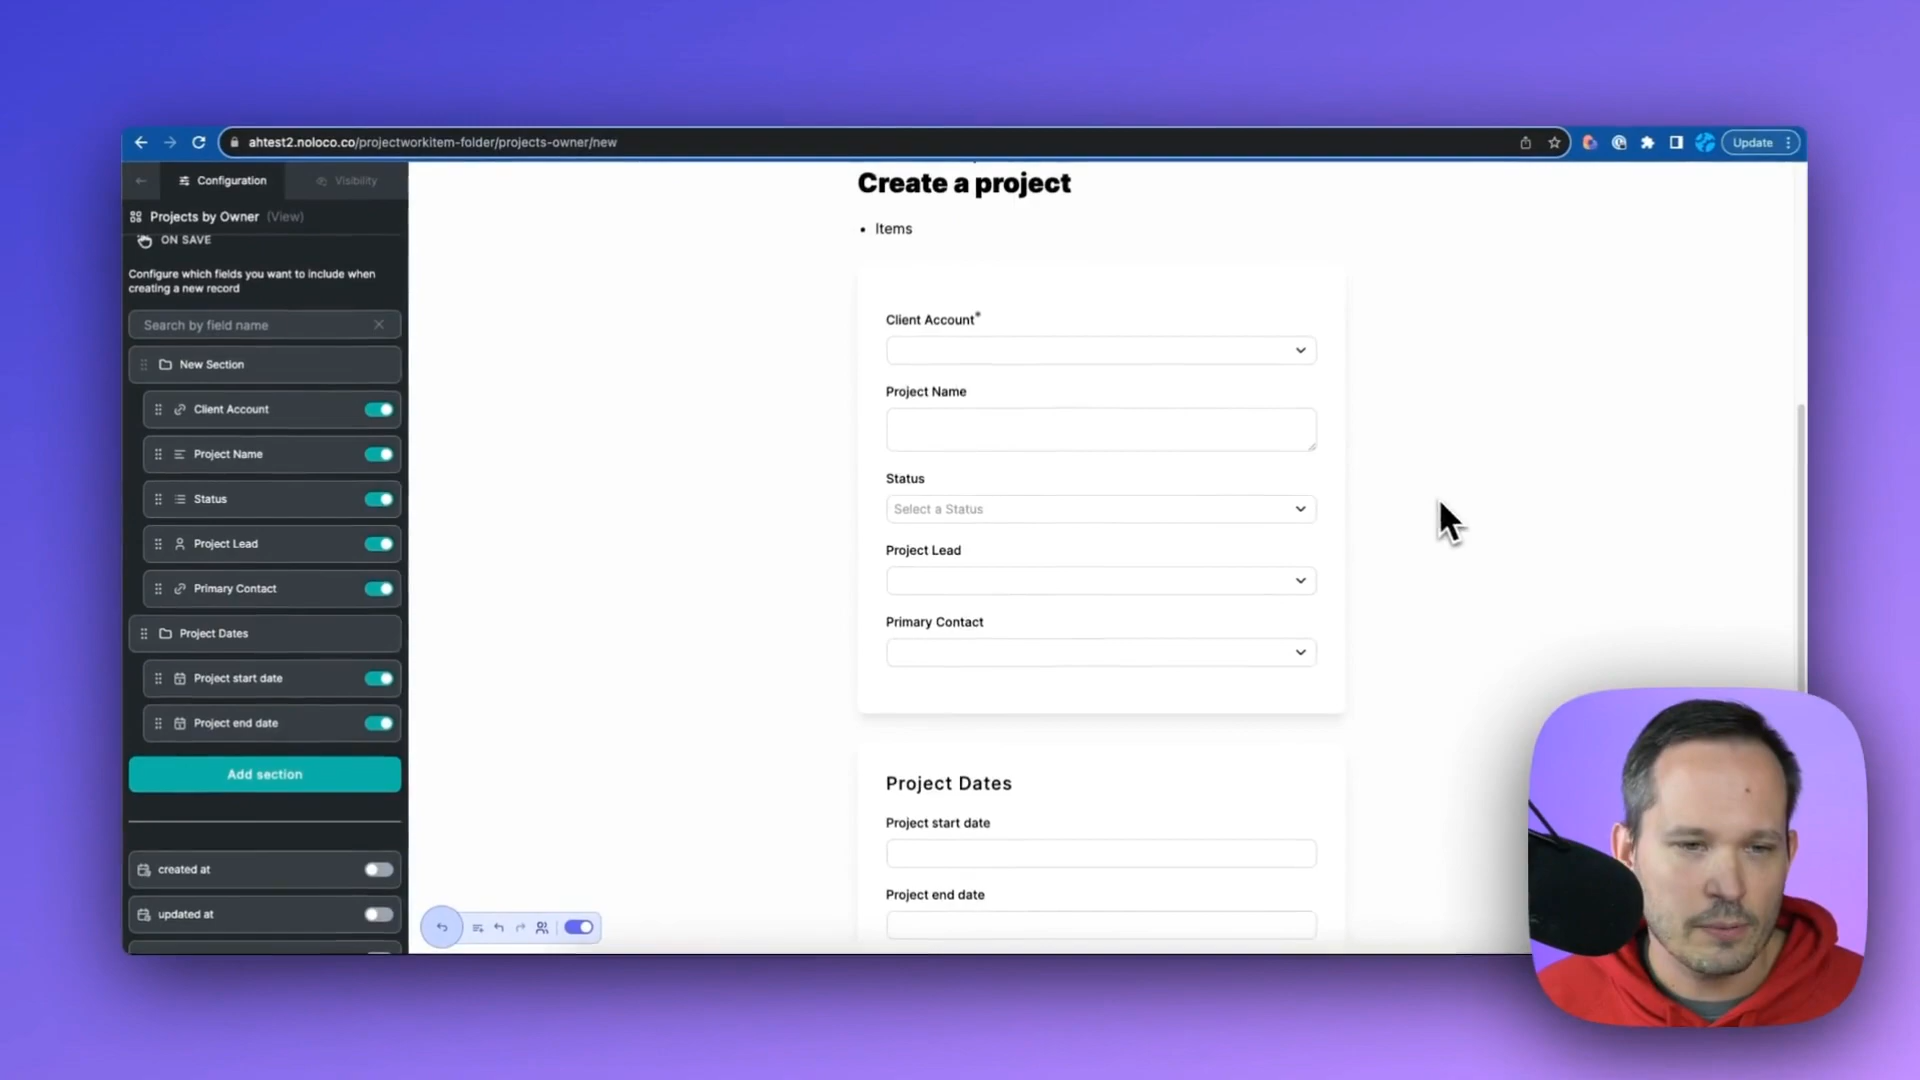 ahtest2.noloco.co/projectworkitem-folder/projects-owner/new
Update
Configuration
Visibility
Projects by Owner (View)
ON SAVE
Configure which fields you want to include when
creating a new record
Search by field name
New Section
Client Account
Project Name
Status
Project Lead
Primary Contact
Project Dates
Project start date
Project end date
Add section
created at
updated at
Create a project
• Items
Client Account*
Project Name
Status
Select a Status
Project Lead
Primary Contact
Project Dates
Project start date
Project end date